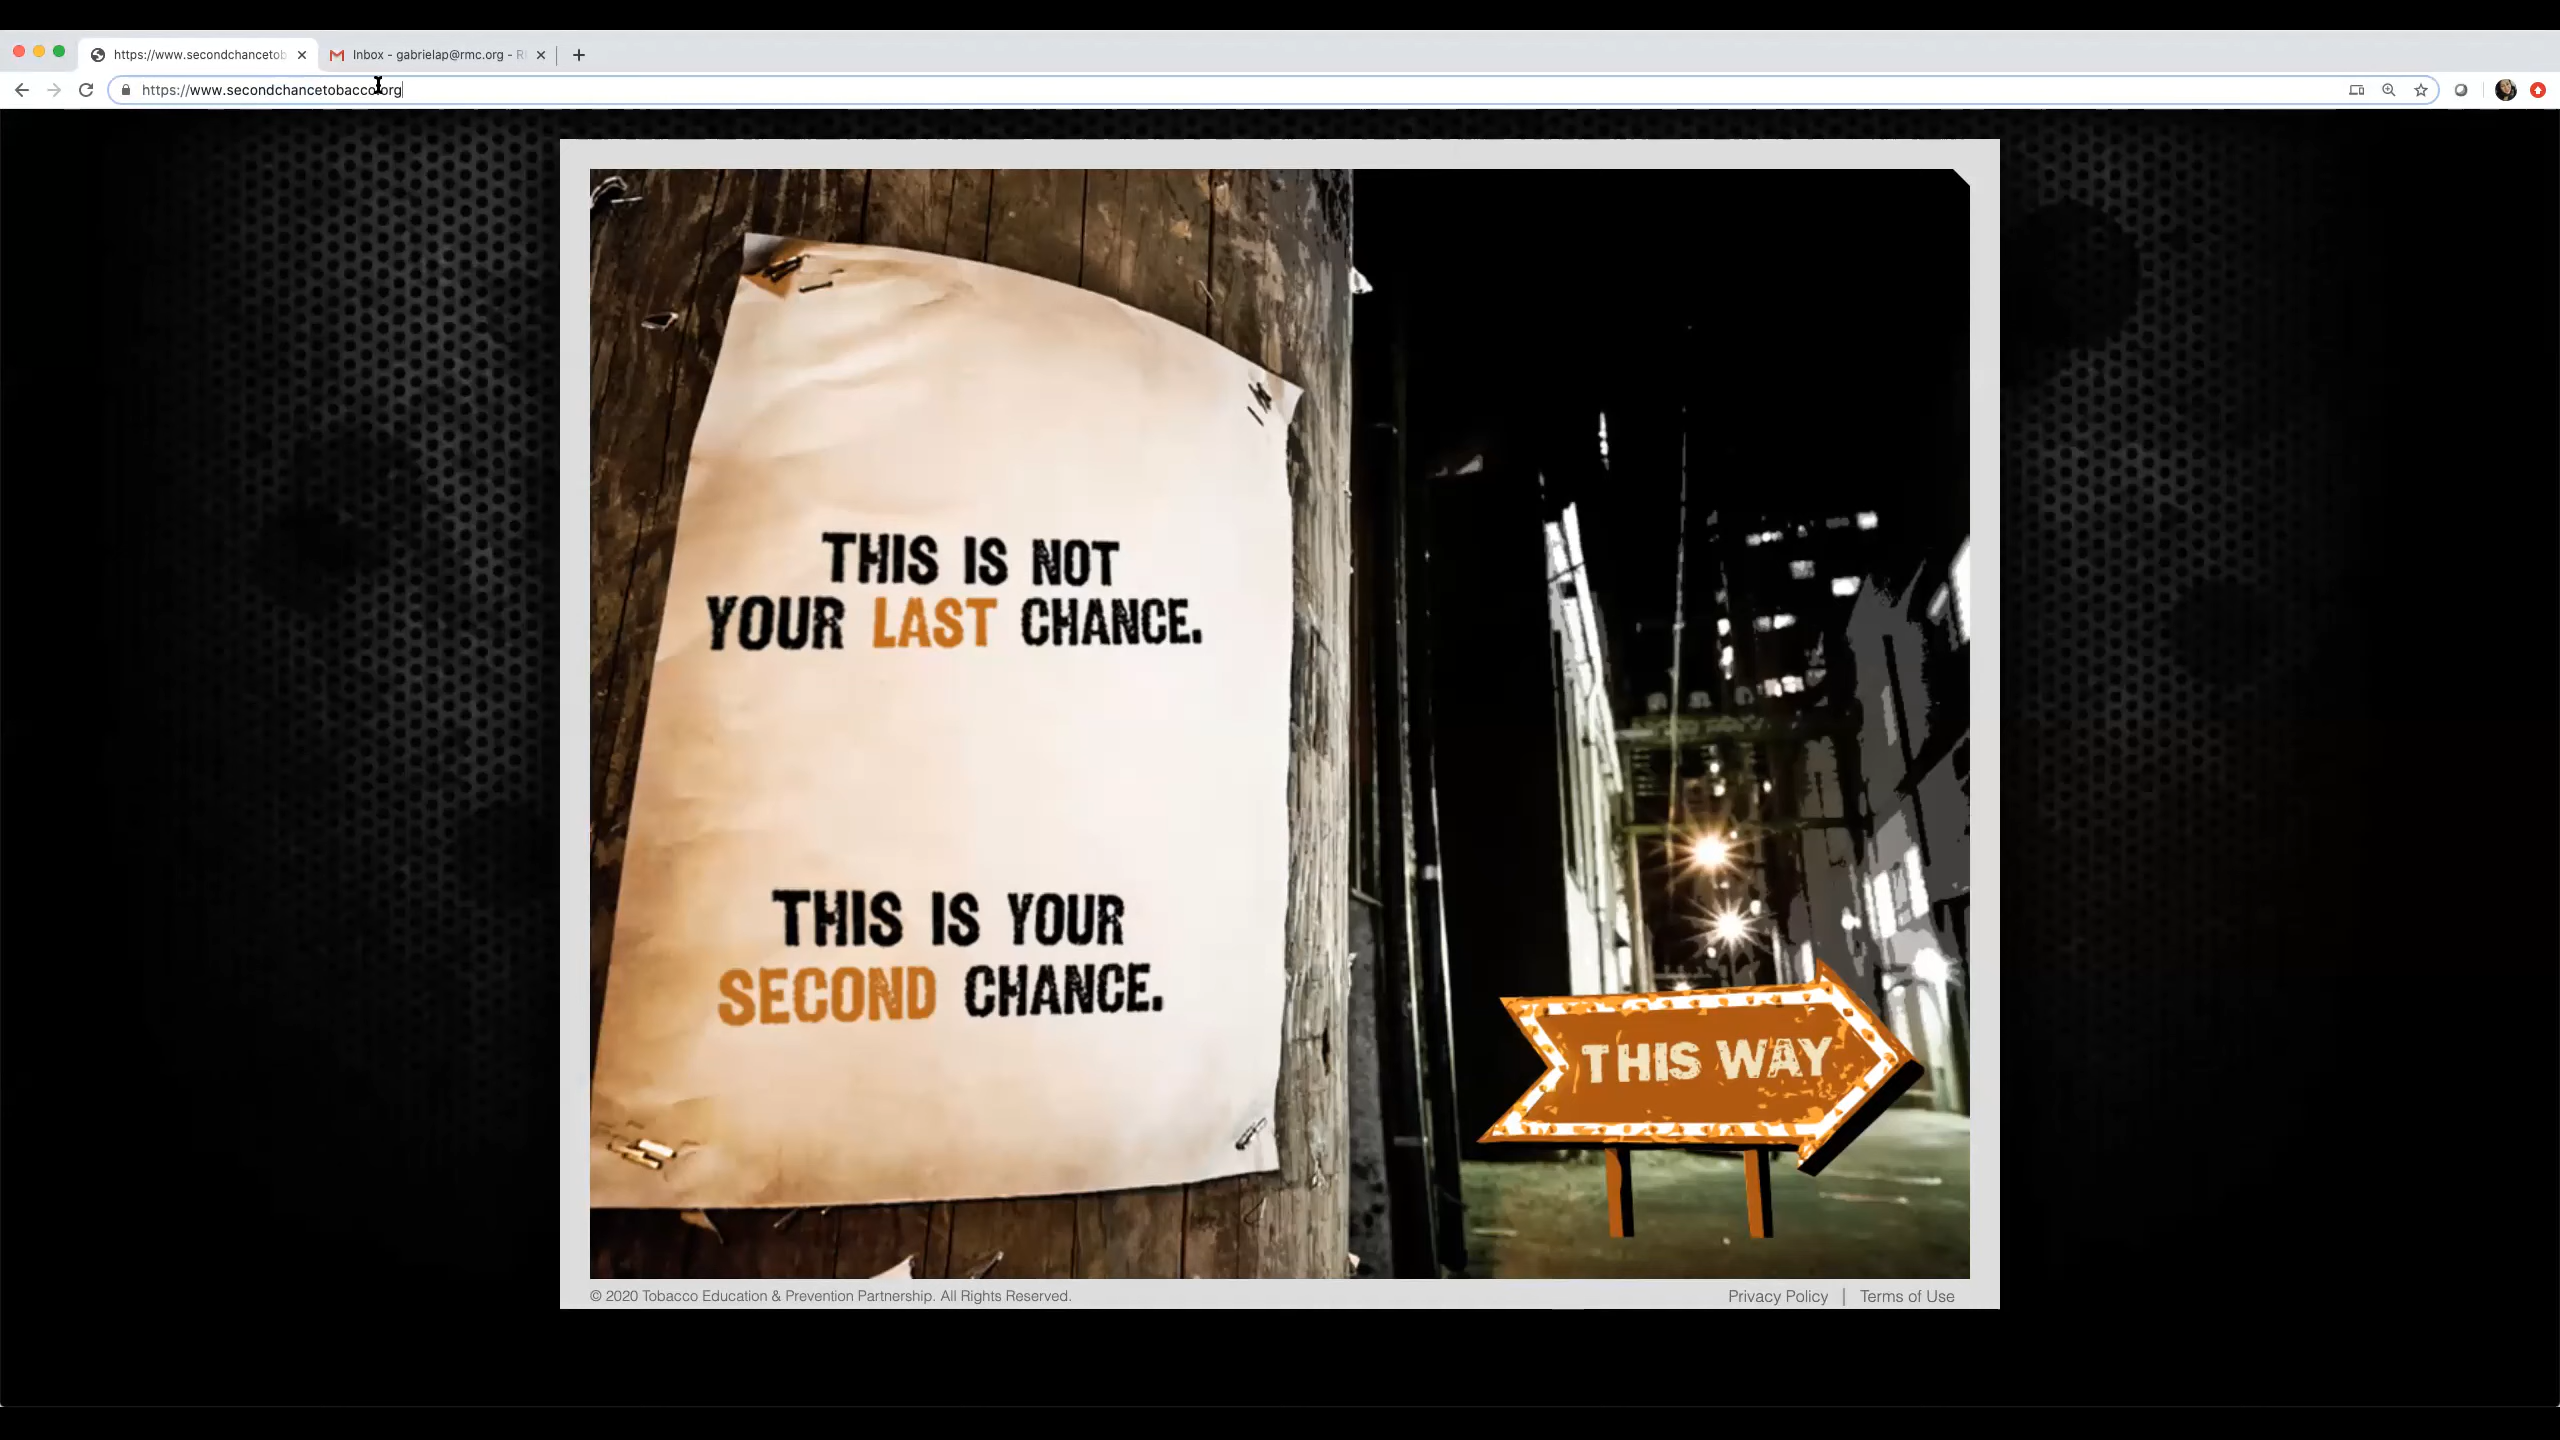 https://www.secondchancetob
Inbox - gabrielap@rmc.org - R
https://www.secondchancetobacco.org
THIS IS NOT
YOUR LAST CHANCE.
THIS IS YOUR
SECOND CHANCE.
THIS WAY
© 2020 Tobacco Education & Prevention Partnership. All Rights Reserved.
Privacy Policy | Terms of Use